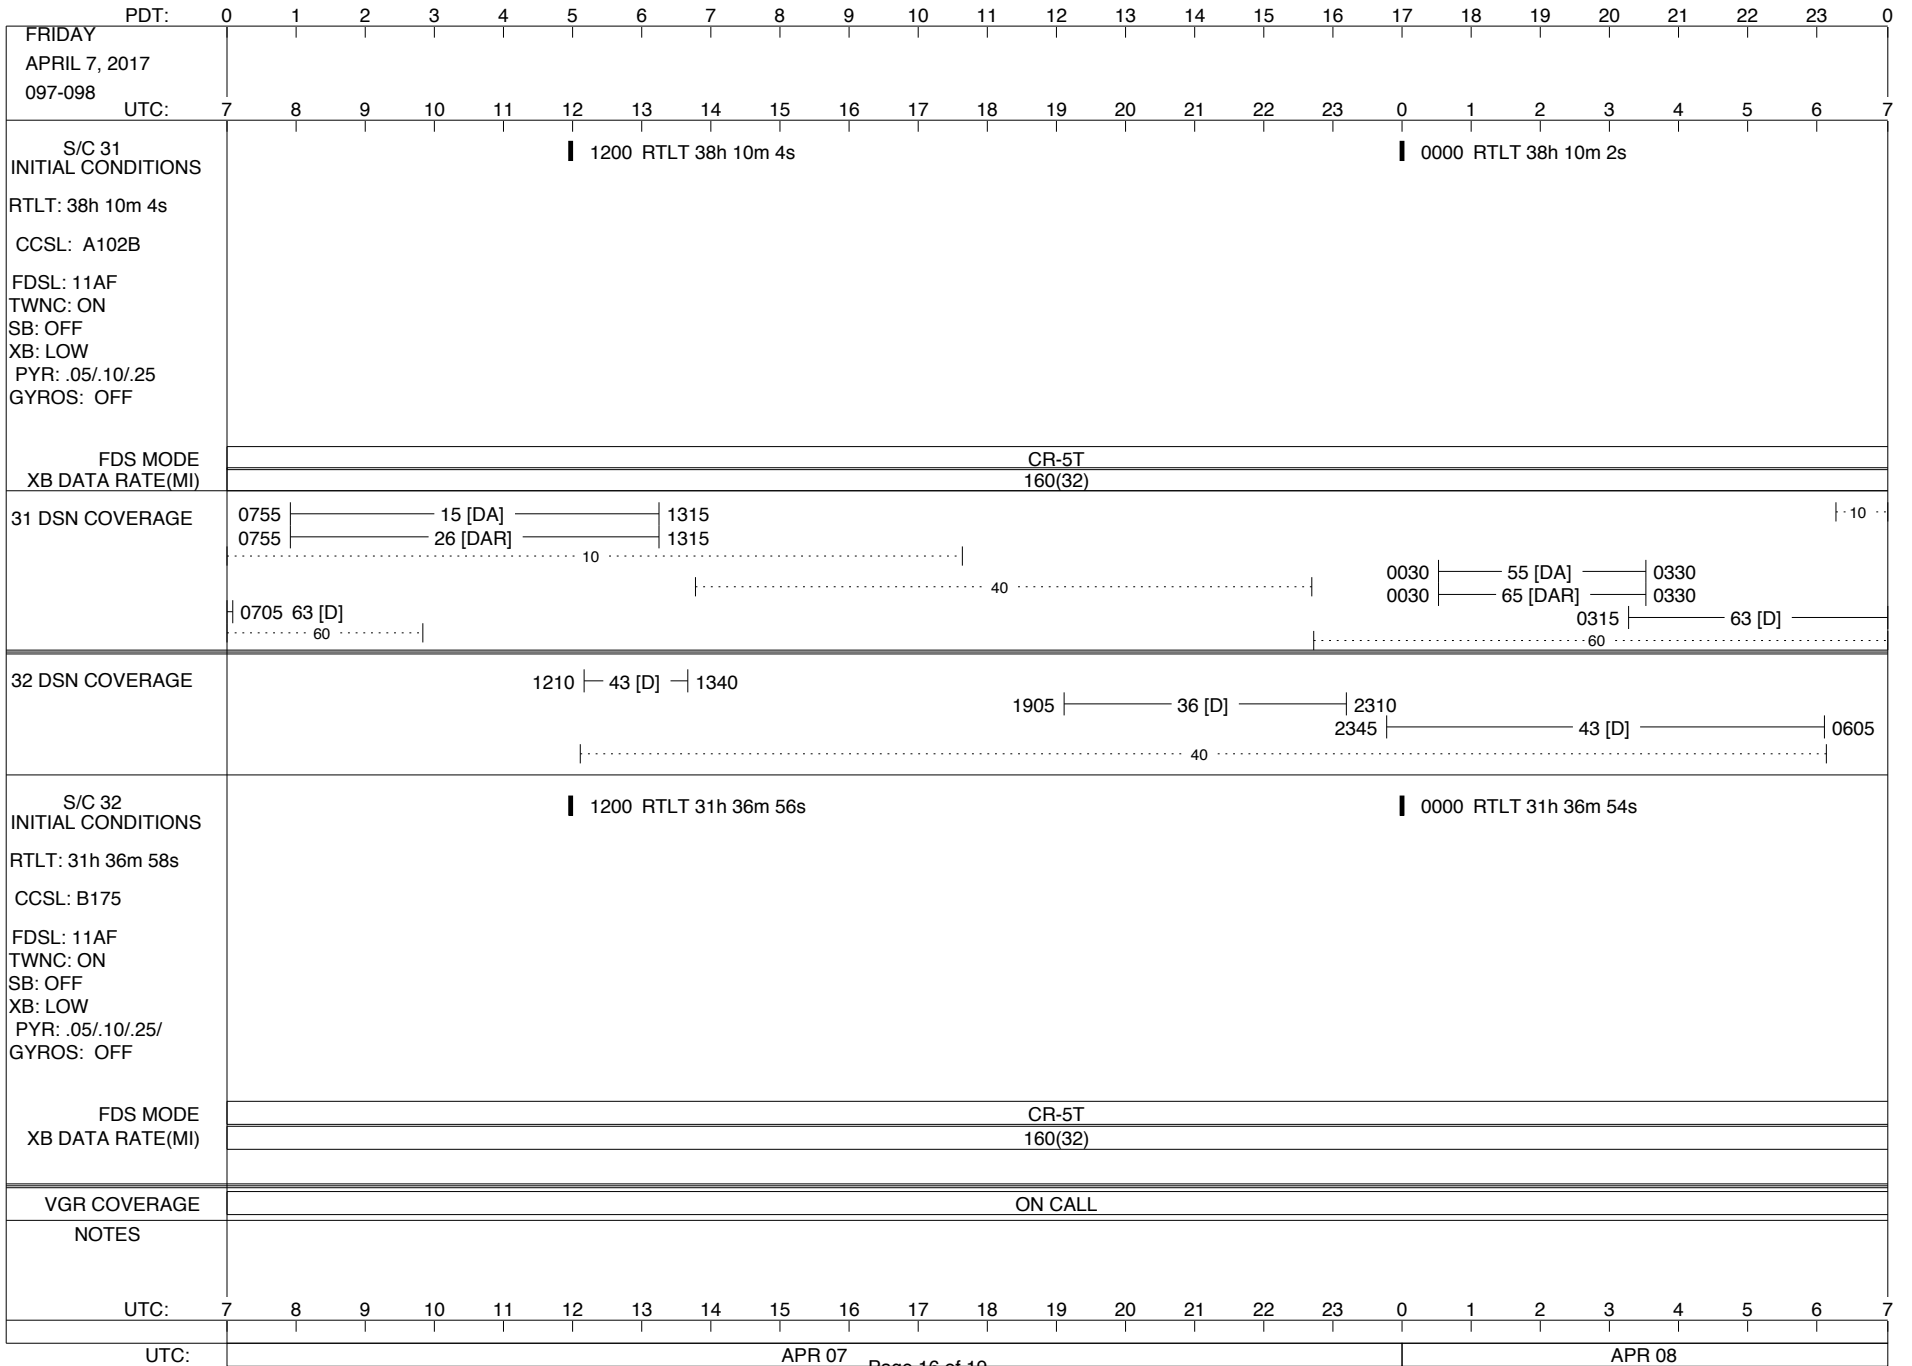 PDT: 0 1 2 3 4 5 6 7 8 9 10 11 12 13 14 15 16 17 18 19 20 21 22 23 0
FRIDAY
APRIL 7, 2017
097-098
UTC: 7 8 9 10 11 12 13 14 15 16 17 18 19 20 21 22 23 0 1 2 3 4 5 6 7
S/C 31
INITIAL CONDITIONS
1200 RTLT 38h 10m 4s
0000 RTLT 38h 10m 2s
RTLT: 38h 10m 4s
CCSL: A102B
FDSL: 11AF
TWNC: ON
SB: OFF
XB: LOW
PYR: .05/.10/.25
GYROS: OFF
FDS MODE CR-5T
XB DATA RATE(MI) 160(32)
31 DSN COVERAGE
0755 15 [DA] 1315
10
0755 26 [DAR] 1315
10
0030 55 [DA] 0330
40
0030 65 [DAR] 0330
0705 63 [D]
0315 63 [D]
60
60
32 DSN COVERAGE
1210 43 [D] 1340
1905 36 [D] 2310
2345 43 [D] 0605
40
S/C 32
INITIAL CONDITIONS
1200 RTLT 31h 36m 56s
0000 RTLT 31h 36m 54s
RTLT: 31h 36m 58s
CCSL: B175
FDSL: 11AF
TWNC: ON
SB: OFF
XB: LOW
PYR: .05/.10/.25/
GYROS: OFF
FDS MODE CR-5T
XB DATA RATE(MI) 160(32)
VGR COVERAGE ON CALL
NOTES
UTC: 7 8 9 10 11 12 13 14 15 16 17 18 19 20 21 22 23 0 1 2 3 4 5 6 7
UTC: APR 07 APR 08
Page 16 of 19